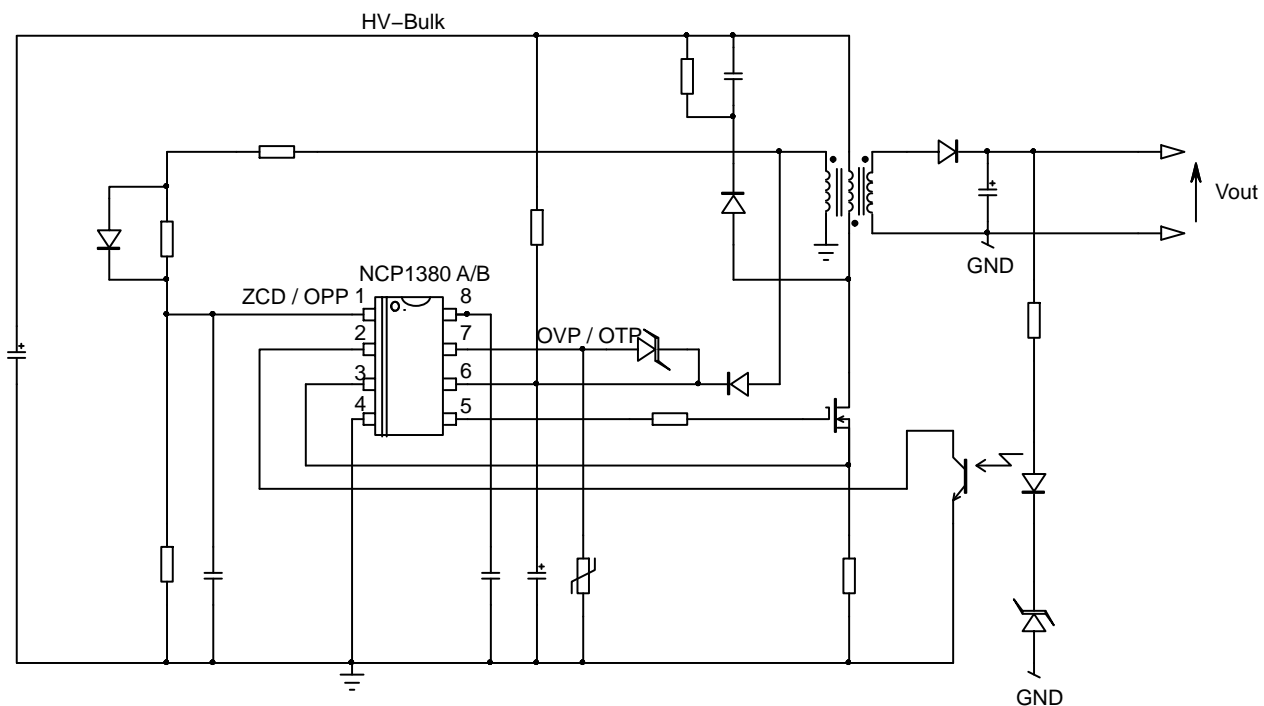 HV–Bulk
Vout
GND
NCP1380 A/B
ZCD / OPP 1
8
2
7
OVP / OTP
3
6
4
5
GND